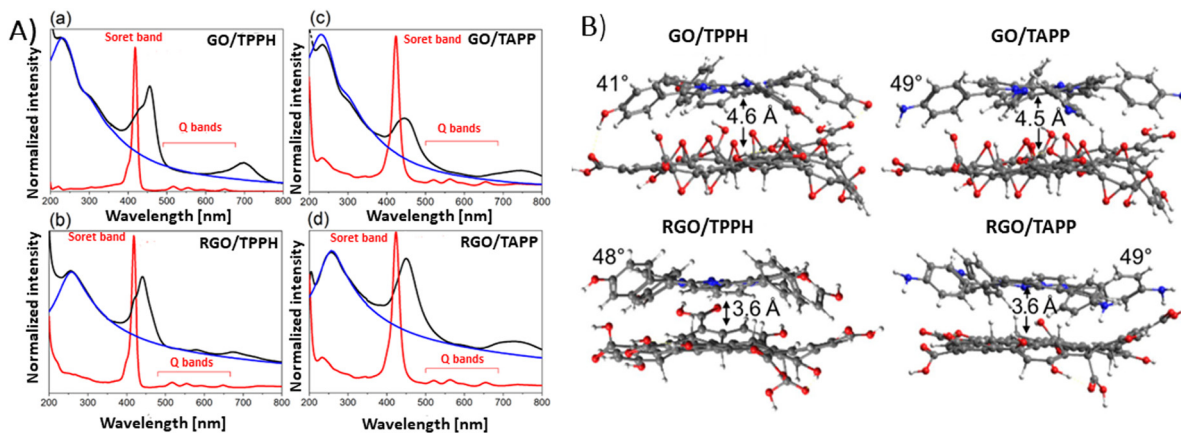 A)
(a)
GO/TPPH
Soret band
Q bands
Normalized intensity
200 300 400 500 600 700 800
Wavelength [nm]
(c)
GO/TAPP
Soret band
Q bands
Normalized intensity
200 300 400 500 600 700 800
Wavelength [nm]
(b)
RGO/TPPH
Soret band
Q bands
Normalized intensity
200 300 400 500 600 700 800
Wavelength [nm]
(d)
RGO/TAPP
Soret band
Q bands
Normalized intensity
200 300 400 500 600 700 800
Wavelength [nm]
B)
GO/TPPH
41°
4.6 Å
GO/TAPP
49°
4.5 Å
RGO/TPPH
48°
3.6 Å
RGO/TAPP
49°
3.6 Å